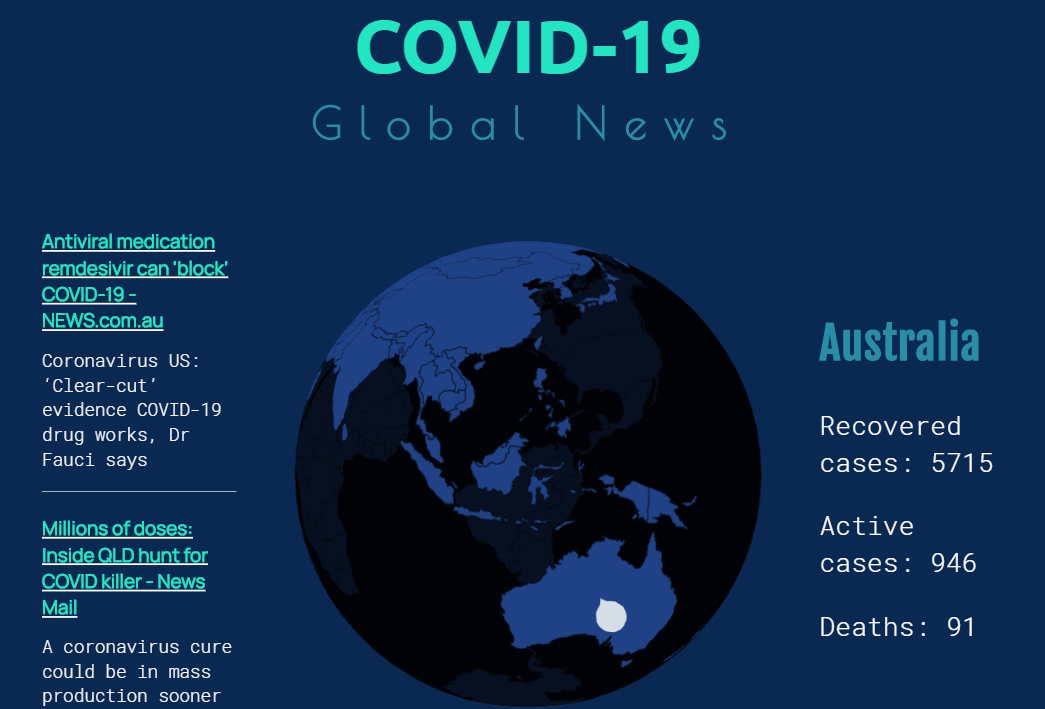 COVID-19
Global News
Antiviral medication
remdesivir can 'block'
COVID-19 -
NEWS.com.au
Coronavirus US:
‘Clear-cut’
evidence COVID-19
drug works, Dr
Fauci says
Millions of doses:
Inside QLD hunt for
COVID killer - News
Mail
A coronavirus cure
could be in mass
production sooner
Australia
Recovered
cases: 5715
Active
cases: 946
Deaths: 91